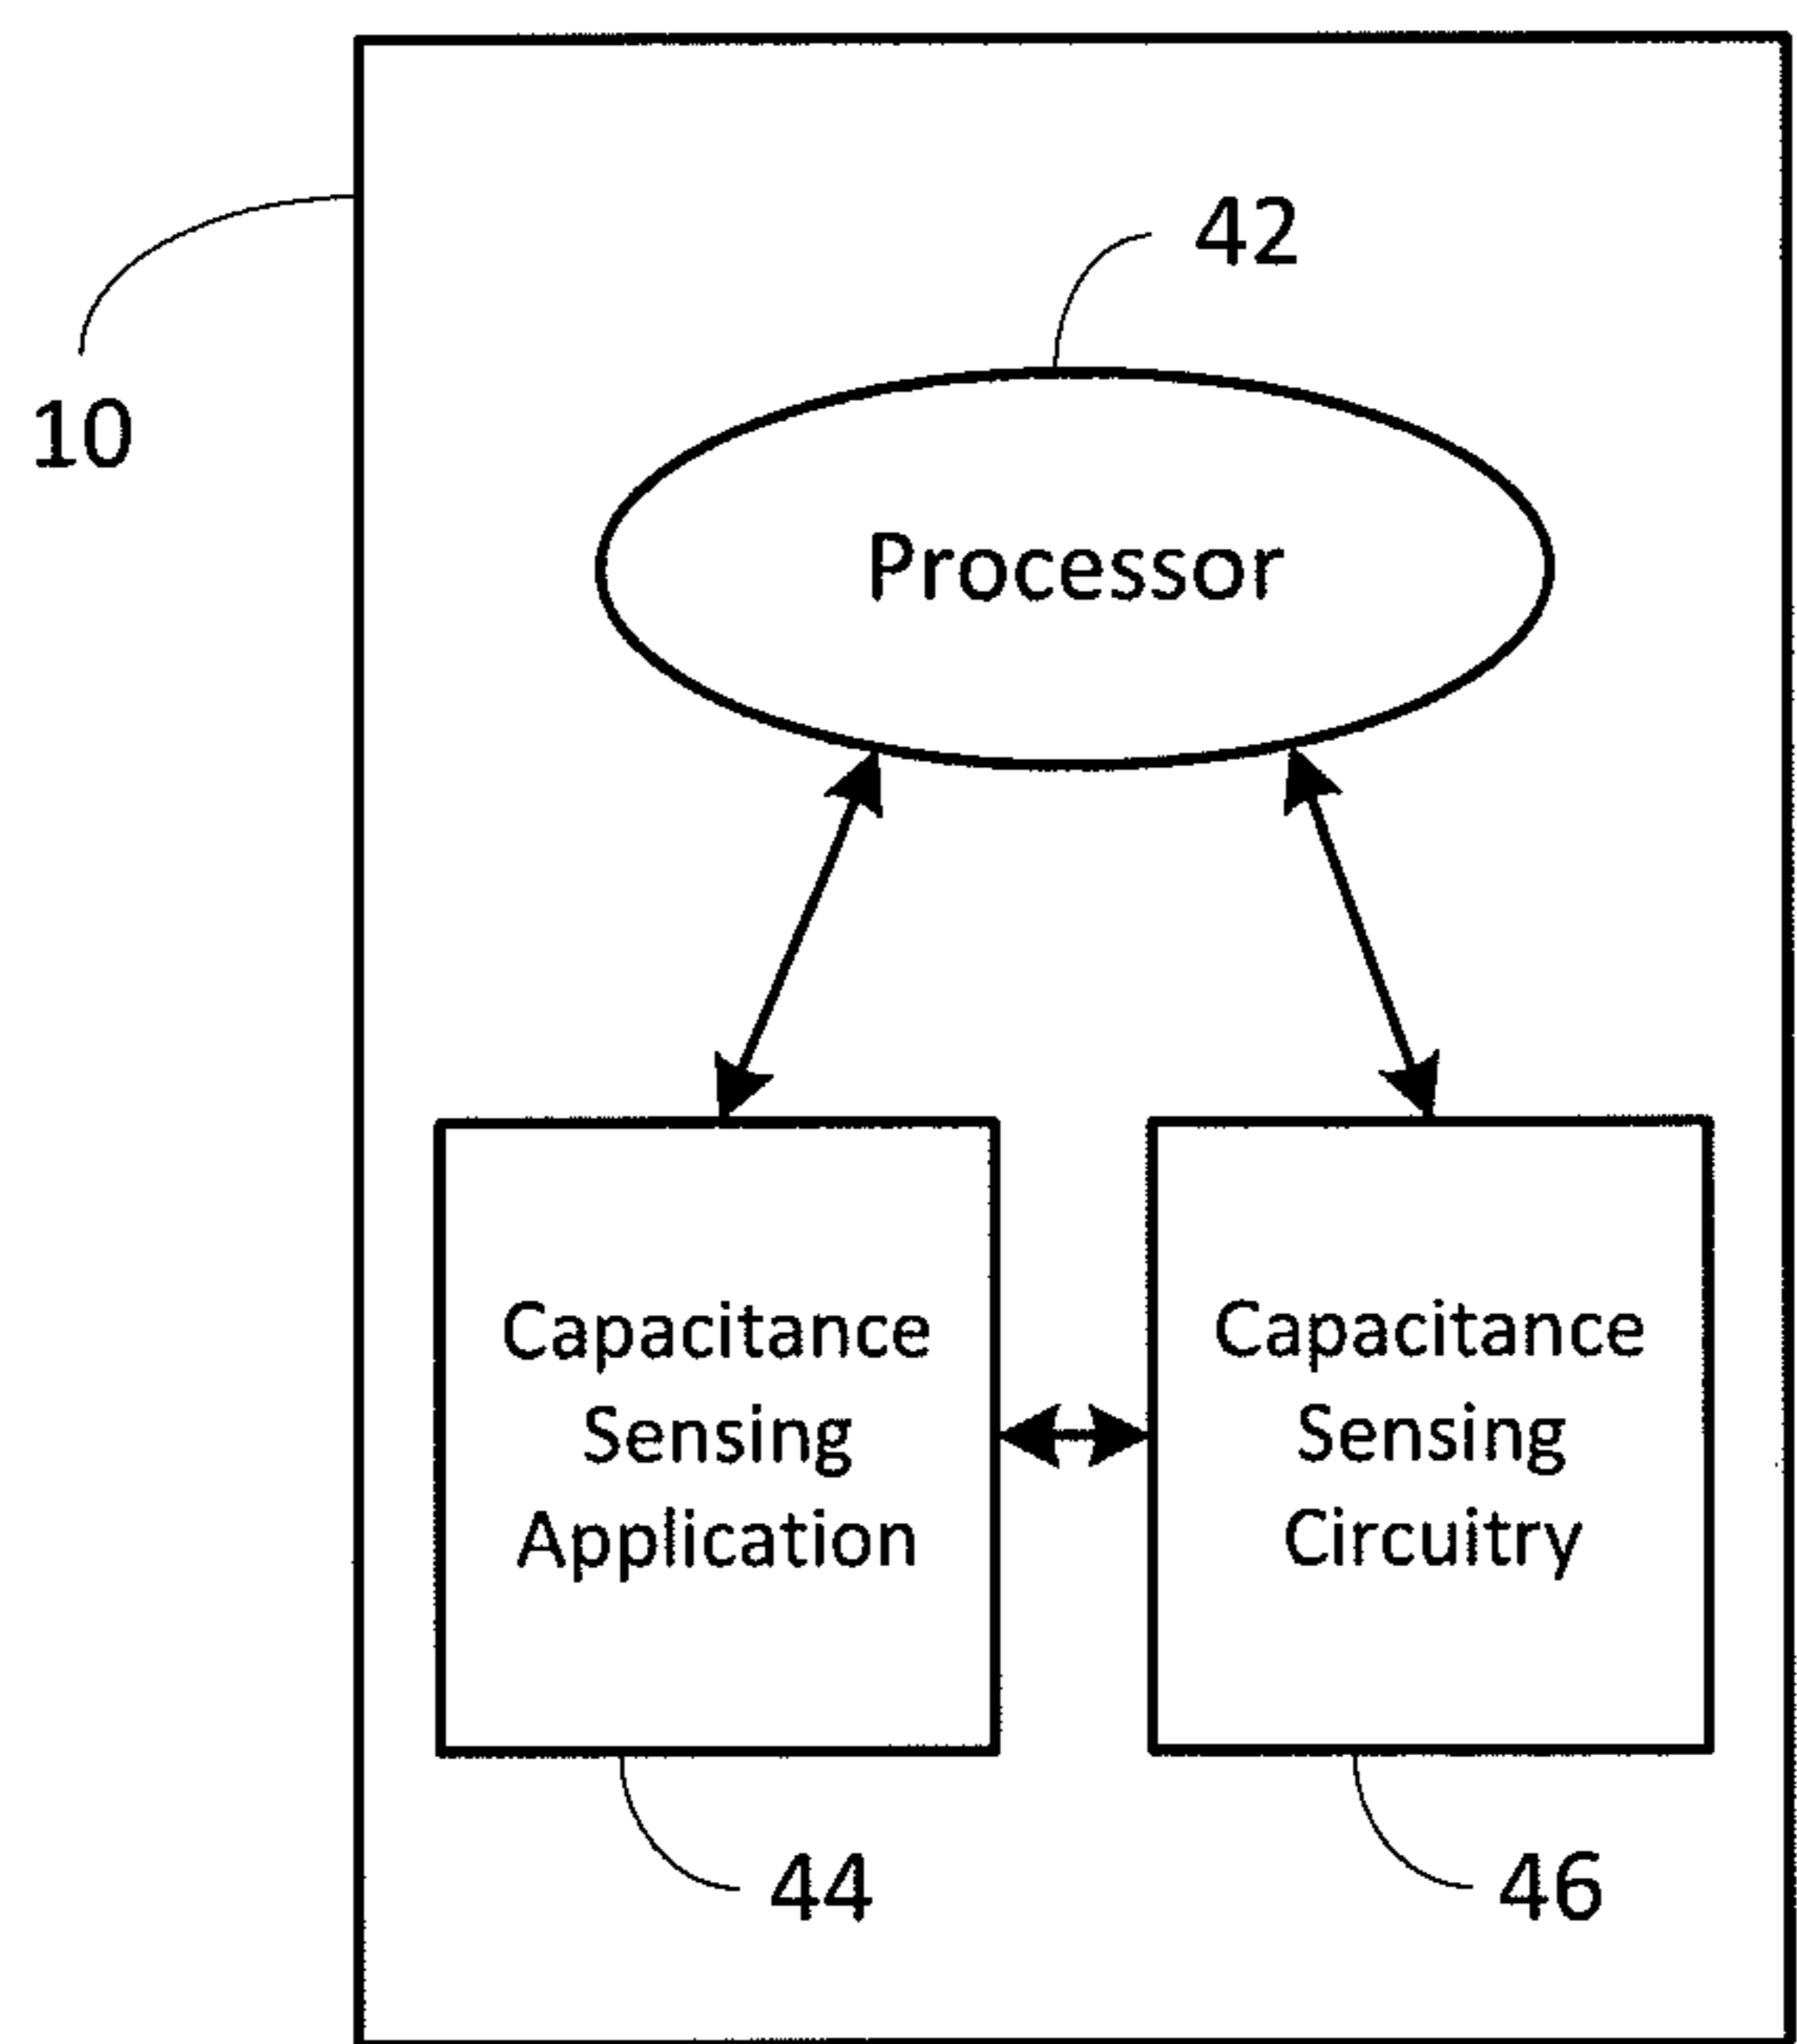 42
10
Processor
Capacitance
Sensing
Application
Capacitance
Sensing
Circuitry
44
46